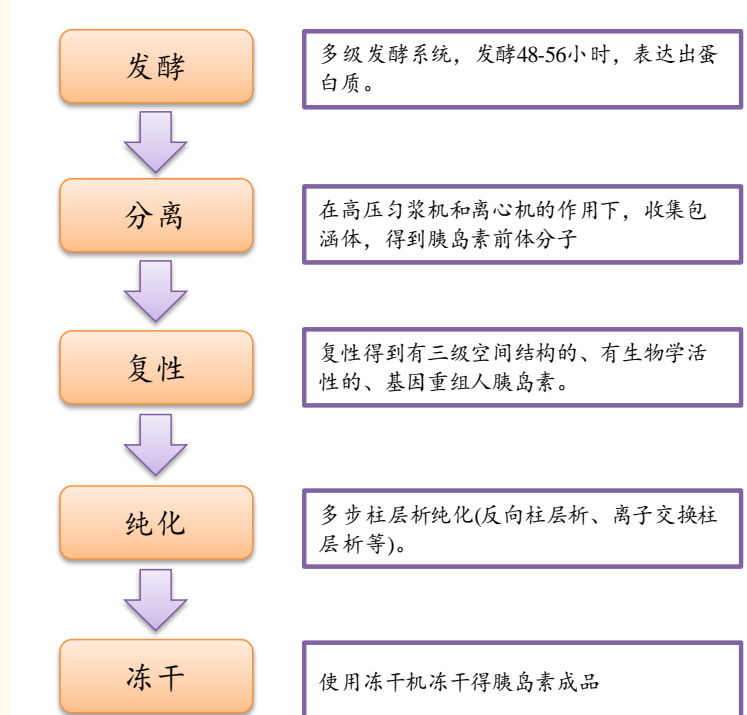 发酵
多级发酵系统，发酵48-56小时，表达出蛋
白质。
分离
在高压匀浆机和离心机的作用下，收集包
涵体，得到胰岛素前体分子
复性
复性得到有三级空间结构的、有生物学活
性的、基因重组人胰岛素。
纯化
多步柱层析纯化(反向柱层析、离子交换柱
层析等)。
冻干
使用冻干机冻干得胰岛素成品